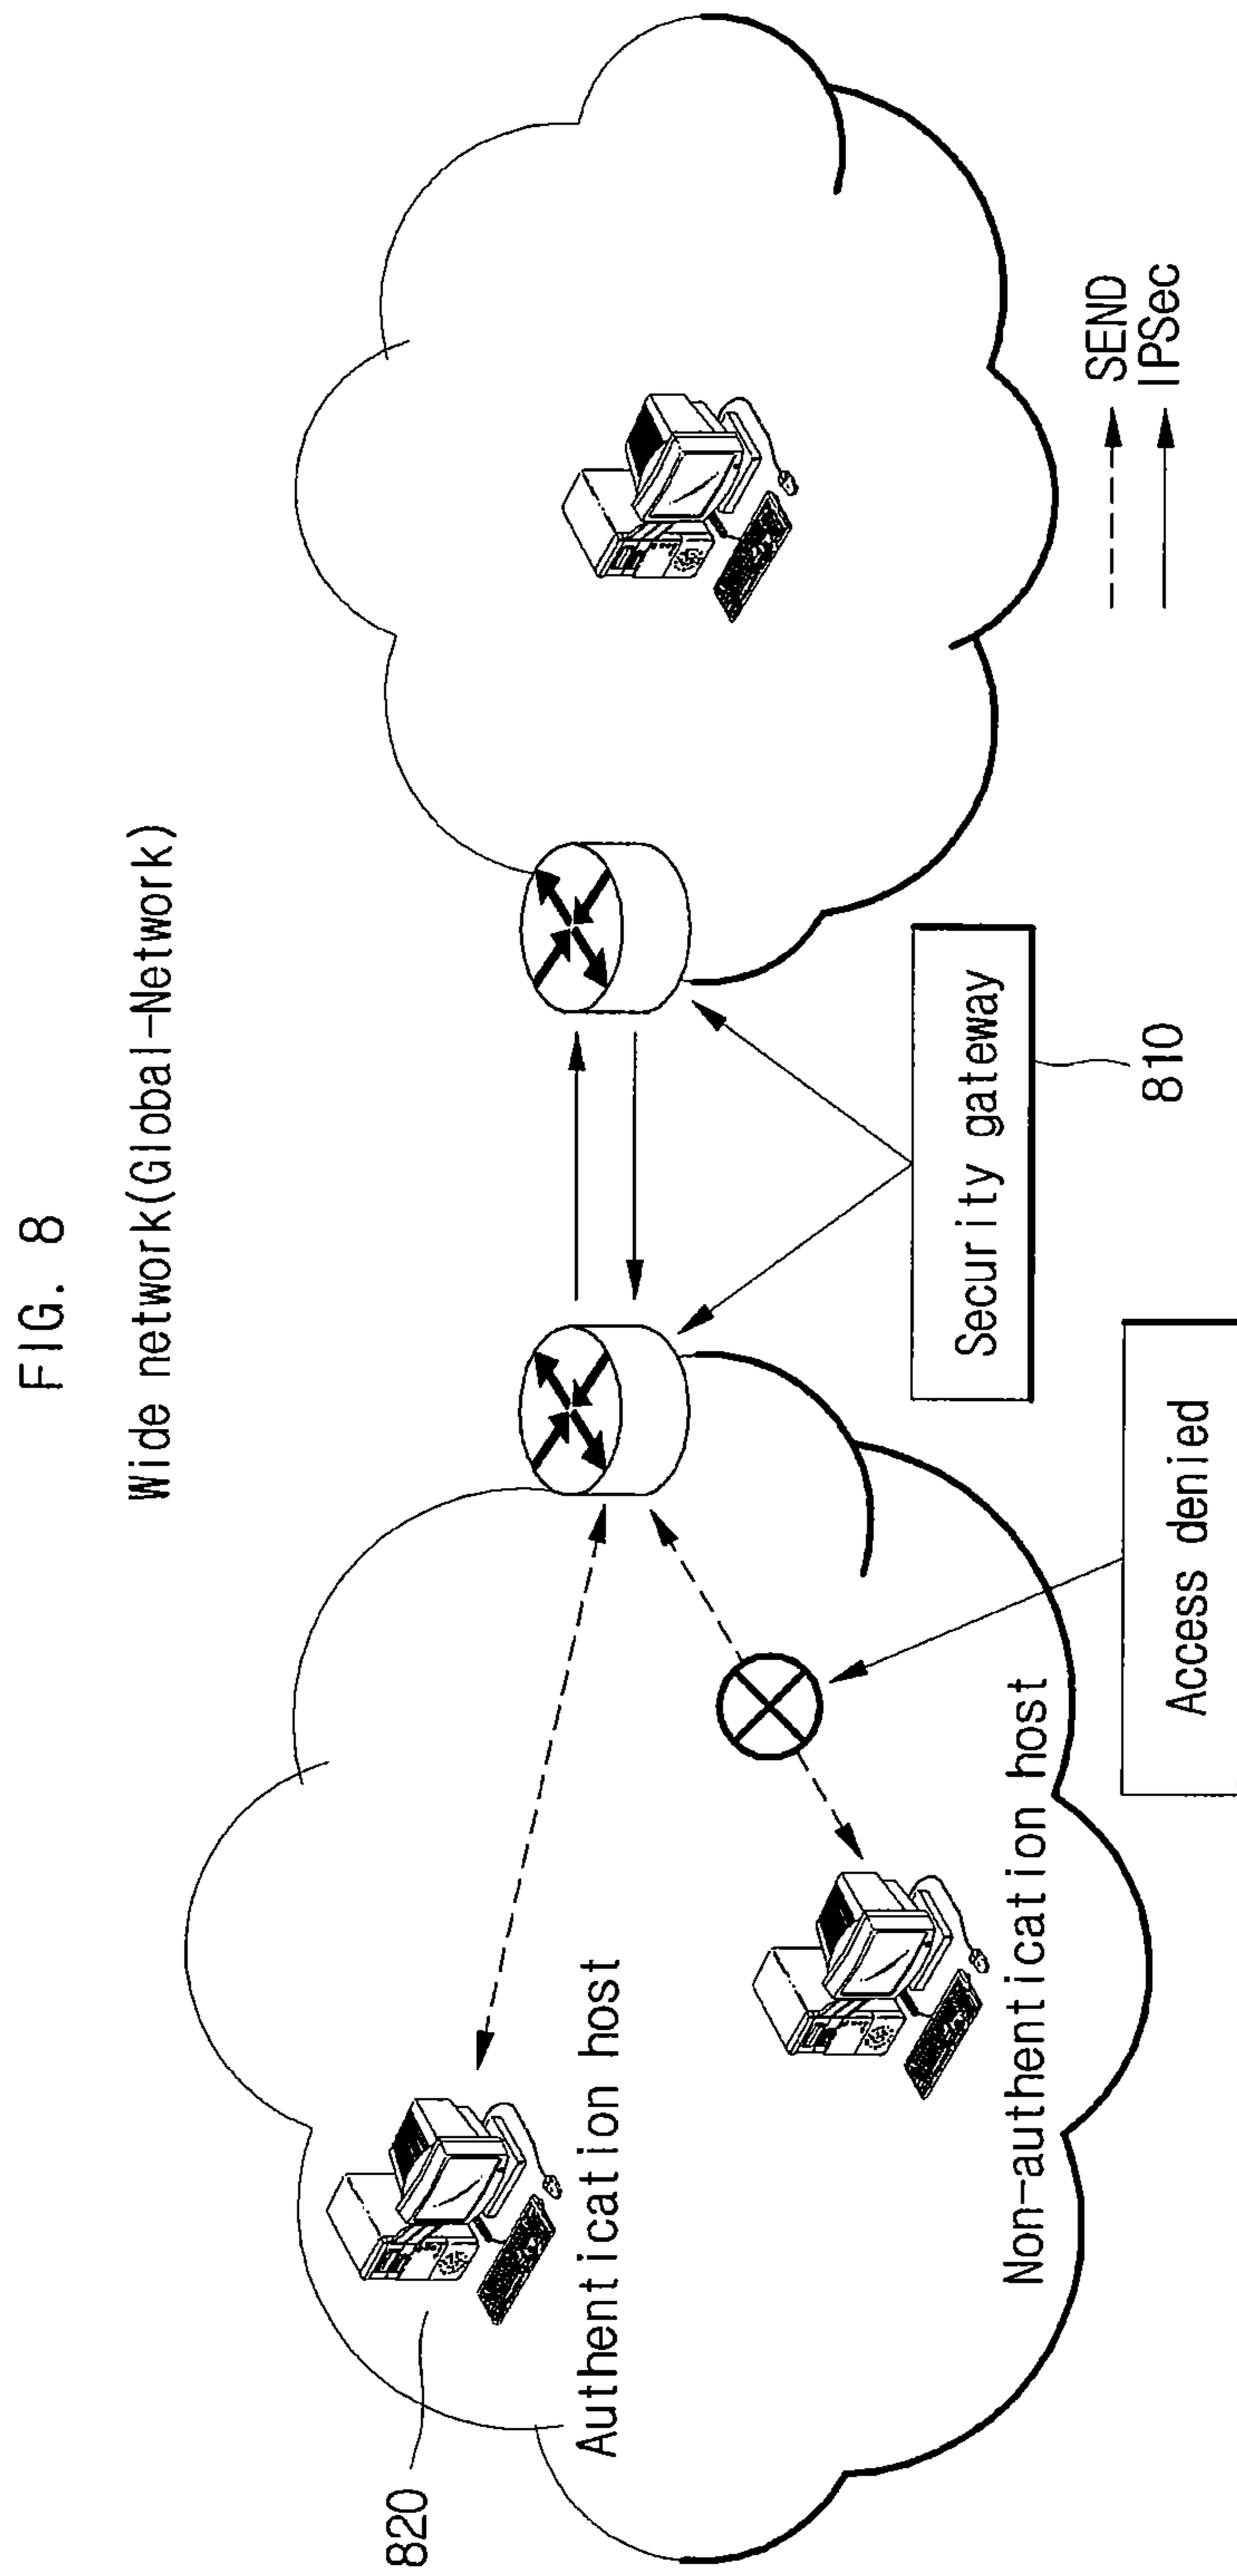 FIG. 8
Wide network(Global-Network)
820
Authentication host
Non-authentication host
Access denied
Security gateway
810
SEND
IPSec